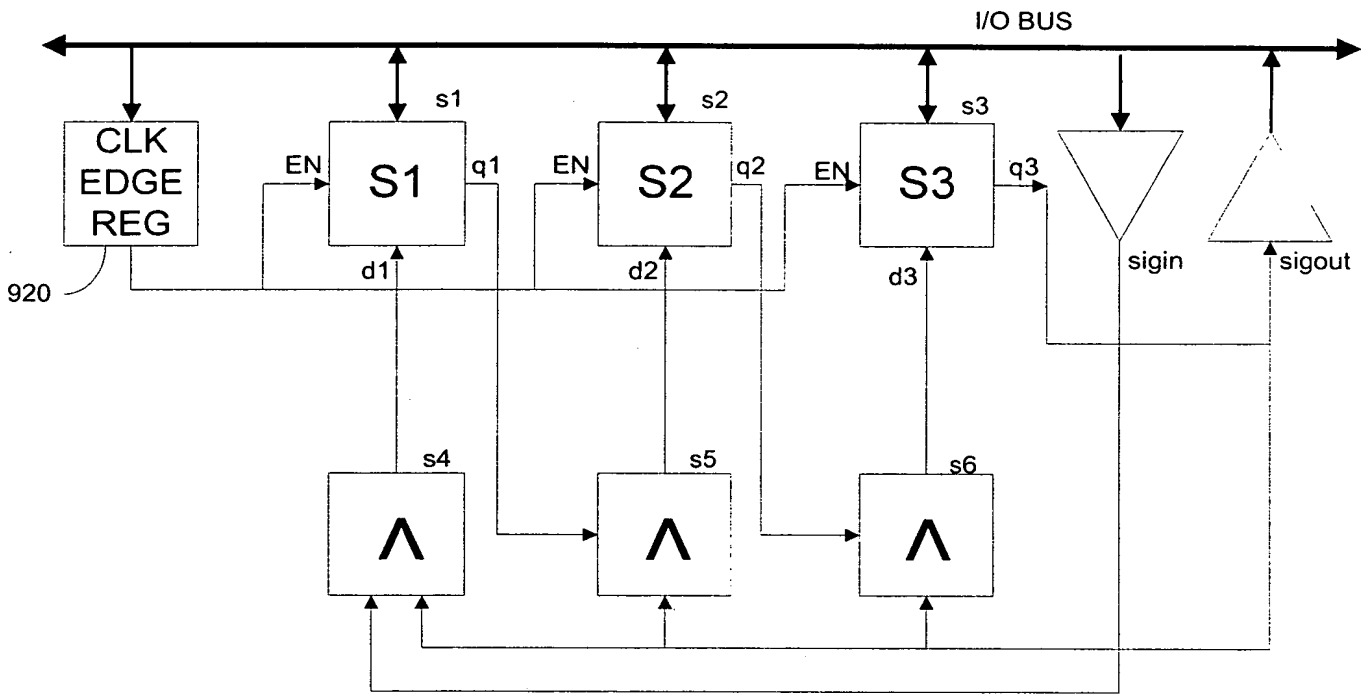 I/O BUS
s1
s2
s3
CLK
EDGE
REG
EN
S1
q1
EN
S2
q2
EN
S3
q3
sigin
sigout
d1
d2
d3
920
s4
s5
s6
Λ
Λ
Λ